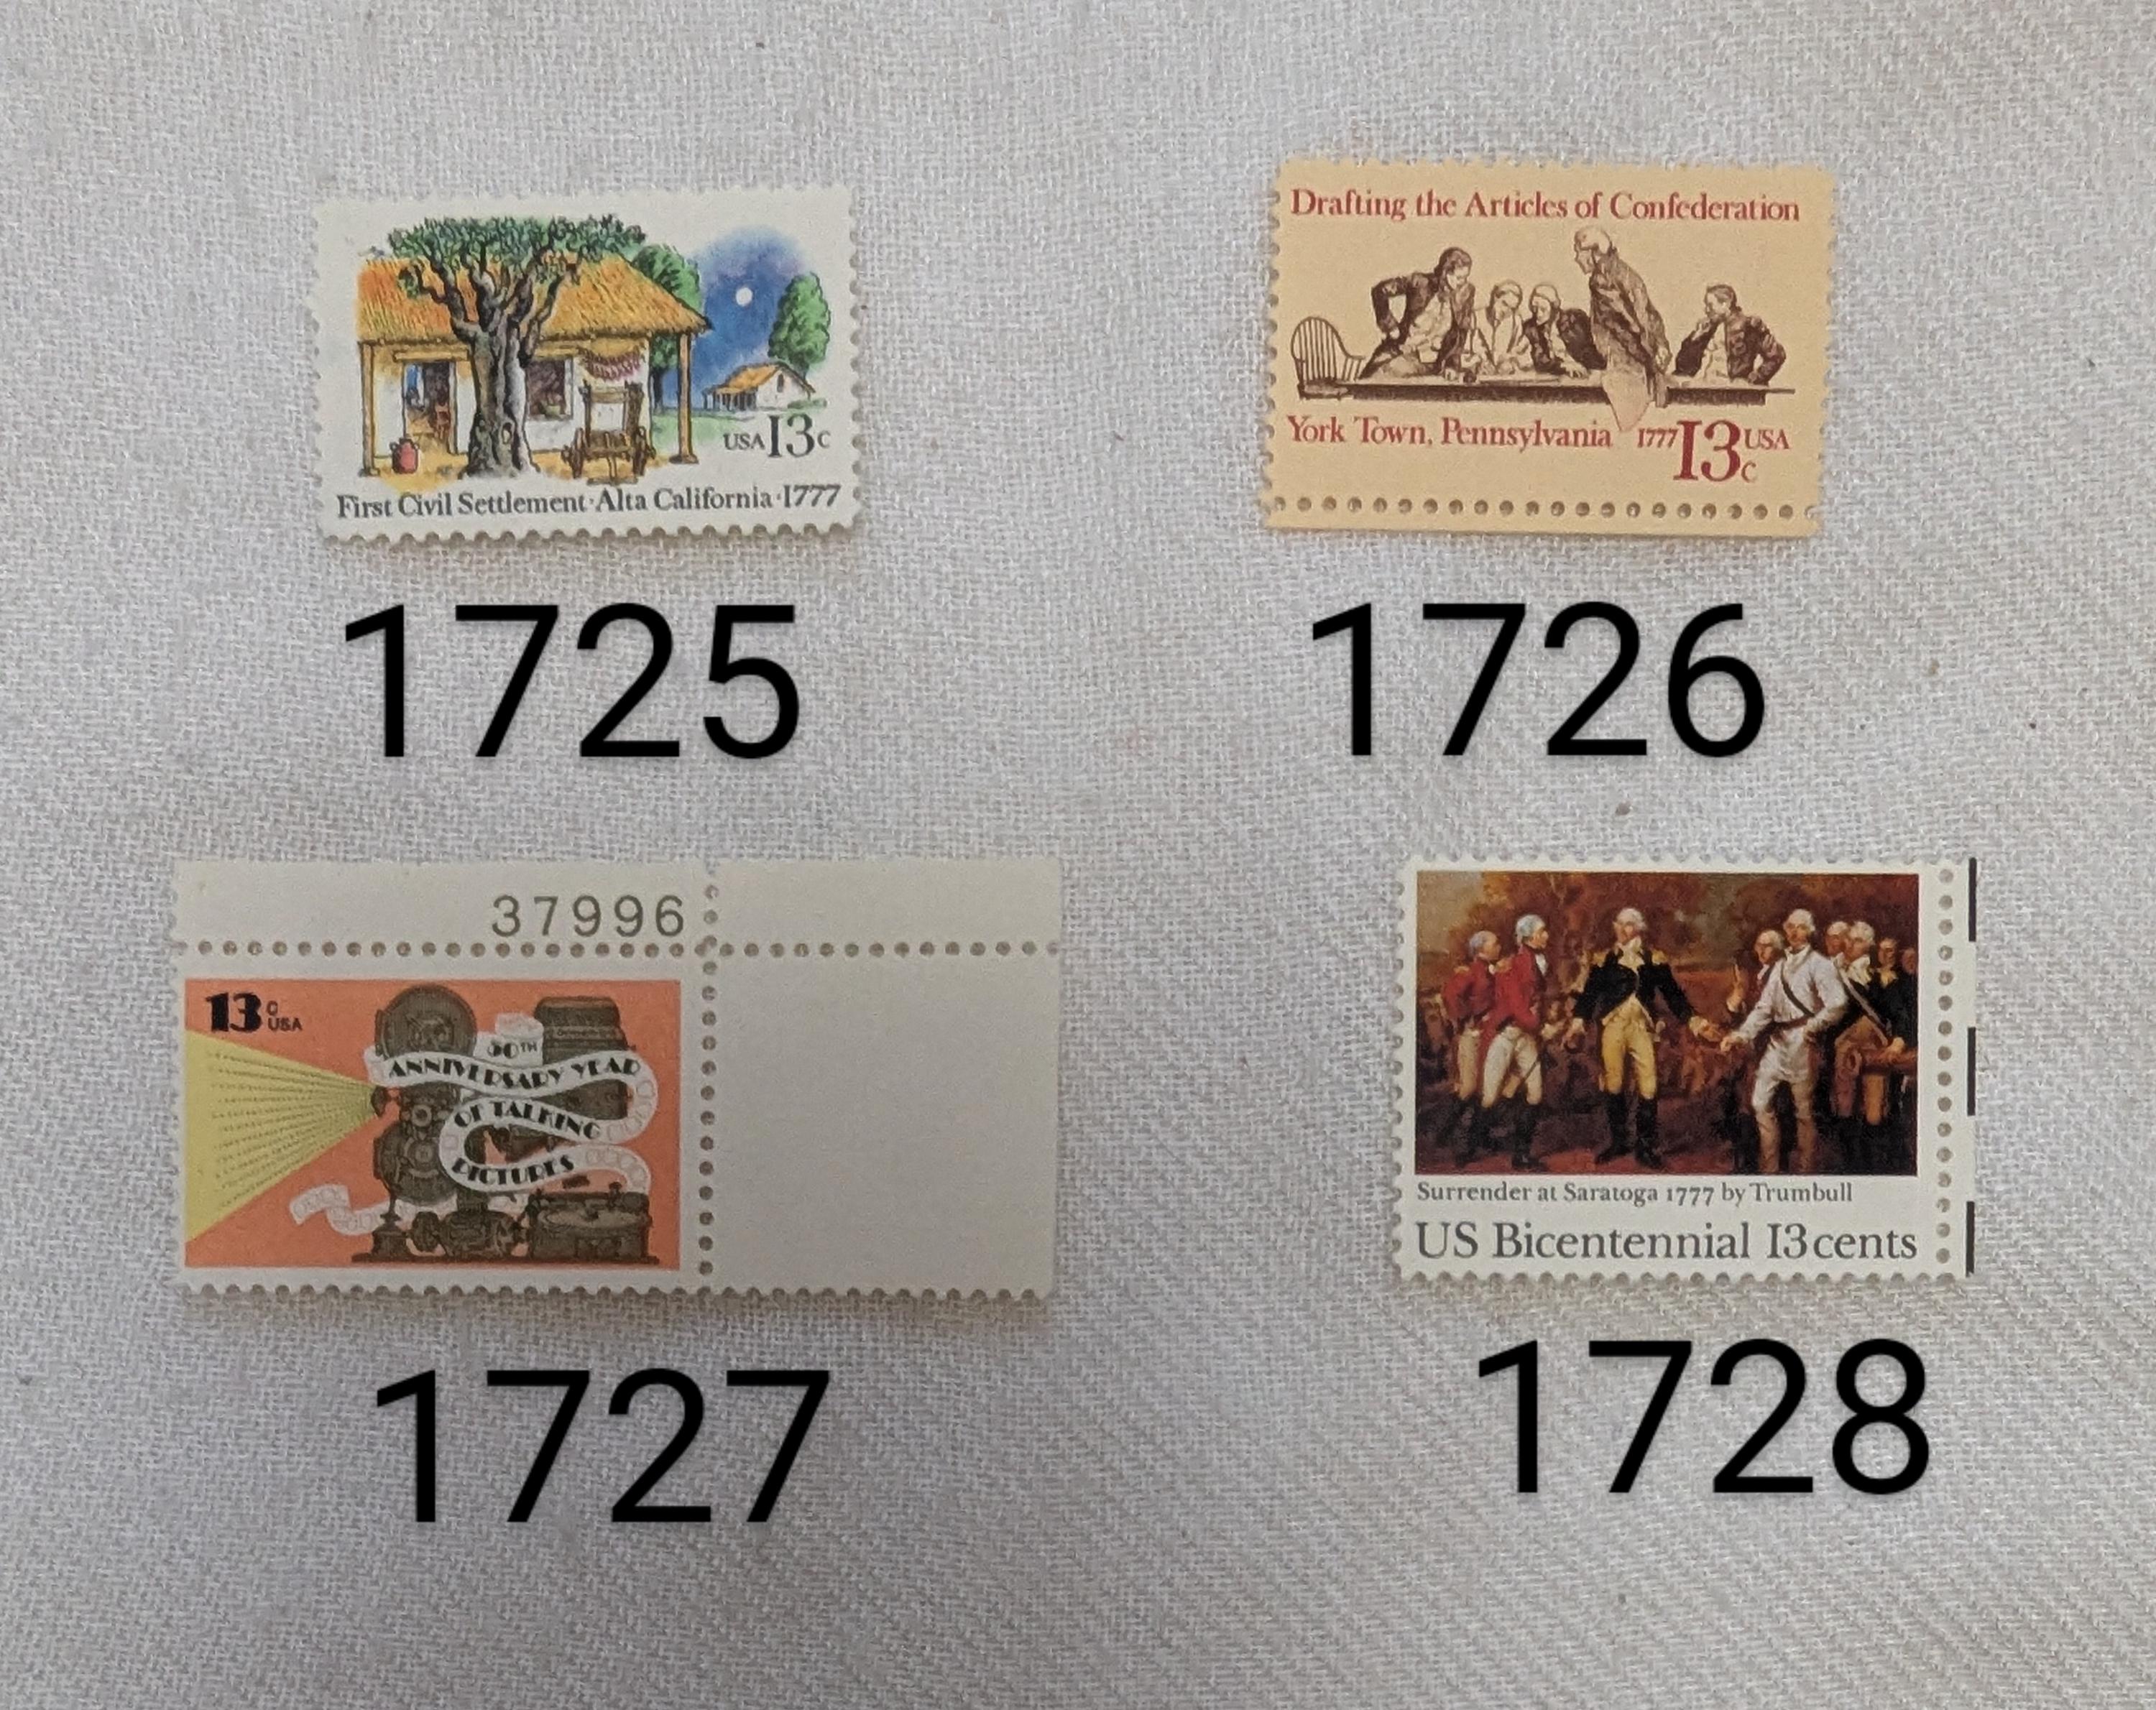 USA 13c
First Civil Settlement·Alta California·1777
1725
Drafting the Articles of Confederation
York Town, Pennsylvania 1777 13c USA
1726
37996
13c USA
50TH
ANNIVERSARY YEAR
OF TALKING
PICTURES
1727
Surrender at Saratoga 1777 by Trumbull
US Bicentennial 13cents
1728